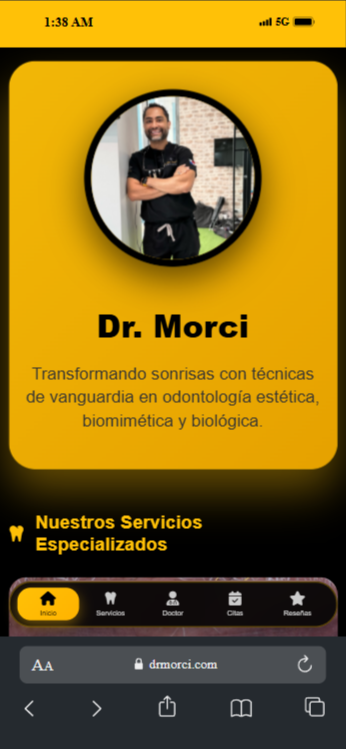 1:38 AM
5G
Dr. Morci
Transformando sonrisas con técnicas
de vanguardia en odontología estética,
biomimética y biológica.
Nuestros Servicios
Especializados
Inicio
Servicios
Doctor
Citas
Reseñas
AA
drmorci.com